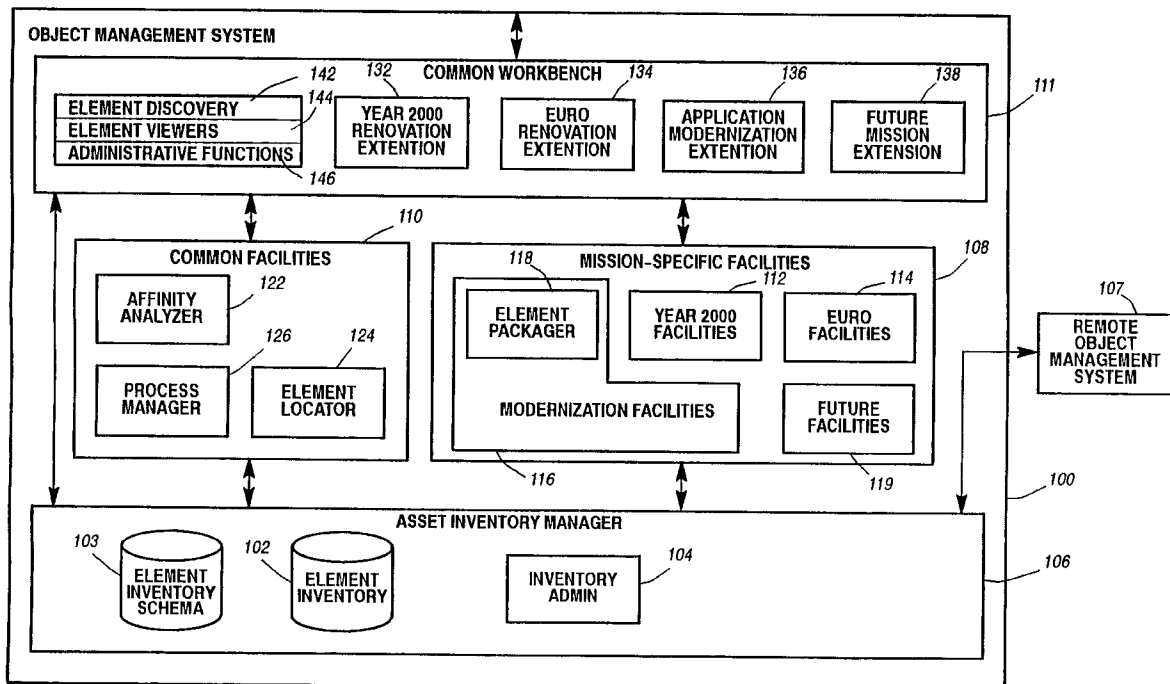 OBJECT MANAGEMENT SYSTEM
COMMON WORKBENCH
111
142
ELEMENT DISCOVERY
144
ELEMENT VIEWERS
ADMINISTRATIVE FUNCTIONS
146
132
YEAR 2000
RENOVATION
EXTENTION
134
EURO
RENOVATION
EXTENTION
136
APPLICATION
MODERNIZATION
EXTENTION
138
FUTURE
MISSION
EXTENSION
110
COMMON FACILITIES
AFFINITY
ANALYZER
122
126
PROCESS
MANAGER
124
ELEMENT
LOCATOR
MISSION-SPECIFIC FACILITIES
108
118
ELEMENT
PACKAGER
112
YEAR 2000
FACILITIES
114
EURO
FACILITIES
MODERNIZATION FACILITIES
116
FUTURE
FACILITIES
119
107
REMOTE
OBJECT
MANAGEMENT
SYSTEM
100
ASSET INVENTORY MANAGER
103
ELEMENT
INVENTORY
SCHEMA
102
ELEMENT
INVENTORY
104
INVENTORY
ADMIN
106